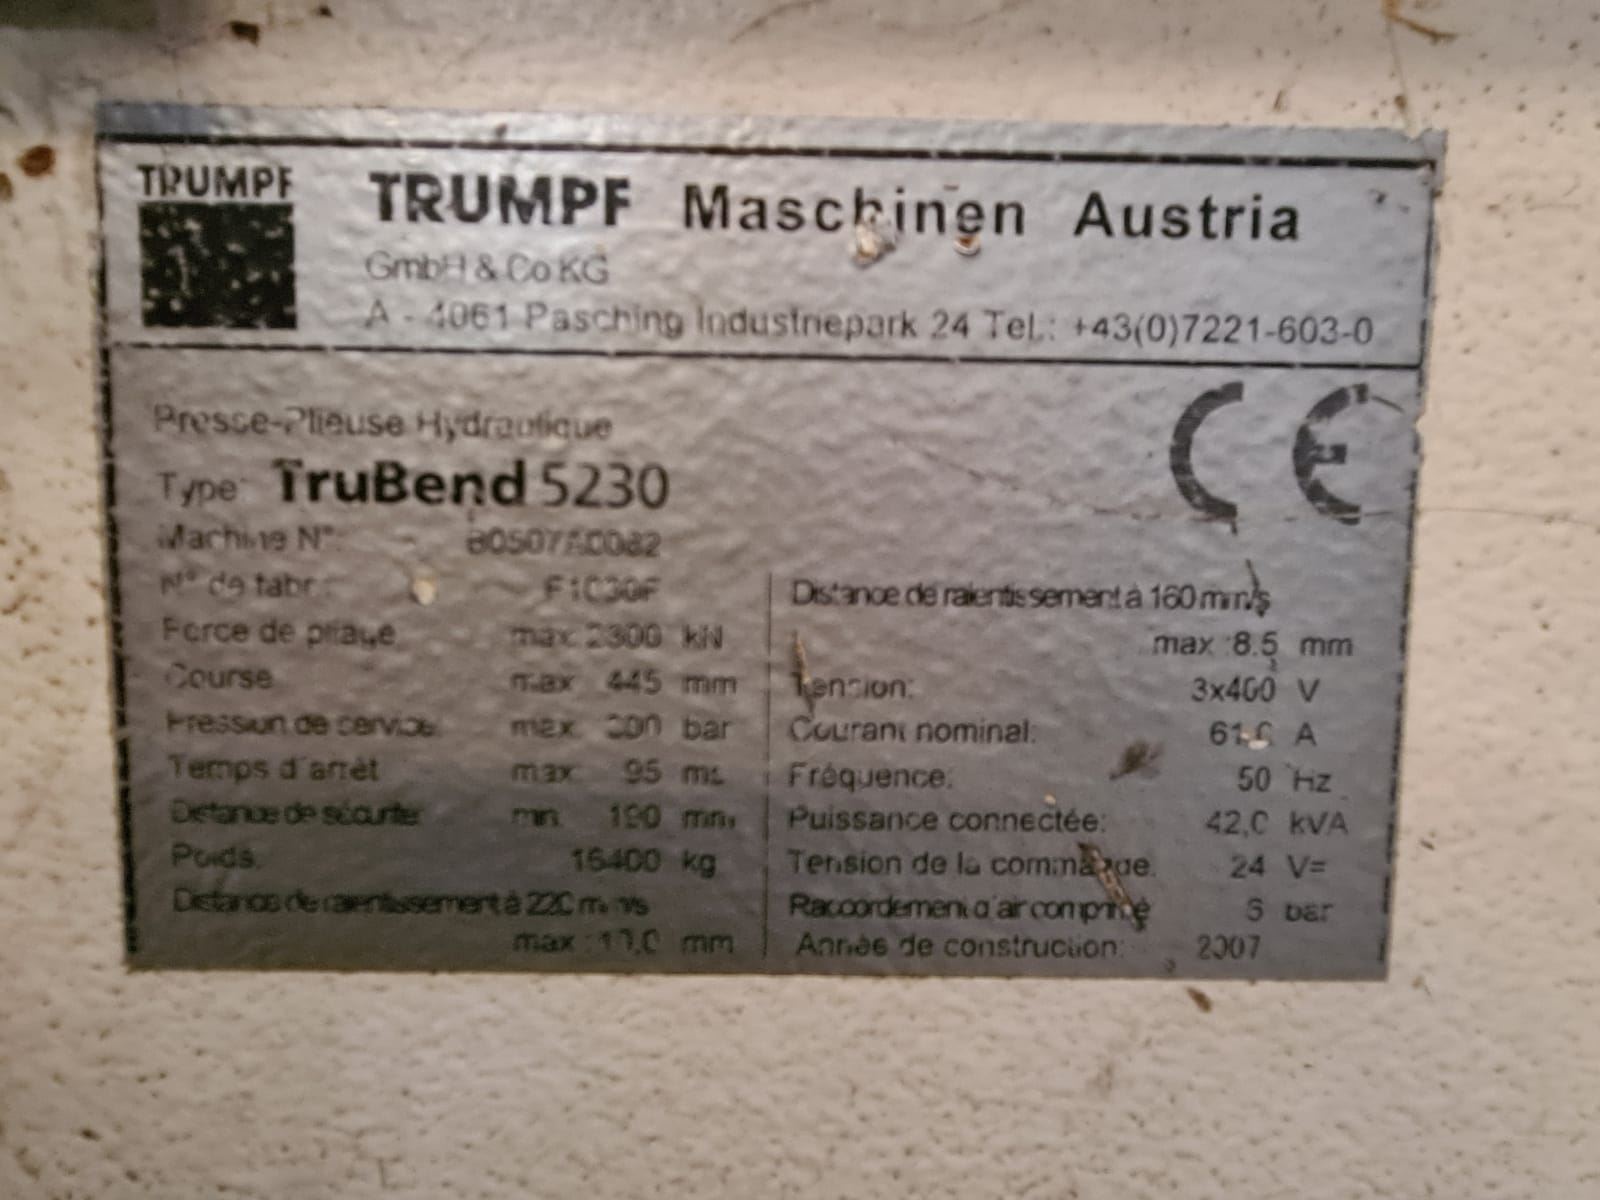 TRUMPF
TRUMPF Maschinen Austria
GmbH & Co KG
A - 4061 Pasching Industriepark 24 Tel.: +43(0)7221-603-0
CE
Presse-Plieuse Hydraulique
Type: TruBend 5230
Machine N°: B0507A0082
N° de fabr.:
Force de pliage max 2300 kN
Course max 445 mm
Pression de service: max. bar
Temps d'arrêt max 95 ms
Distance de sécurité: min. 190 mm
Poids: 16400 kg
Distance de ralentissement à 220 mm/s
max : mm
Distance de ralentissement à 160 mm/s
max :8.5 mm
Tension: 3x400 V
Courant nominal: 61,0 A
Fréquence: 50 Hz
Puissance connectée: 42,0 kVA
Tension de la commande: 24 V=
Raccordement d'air comprimé bar
Année de construction: 2007